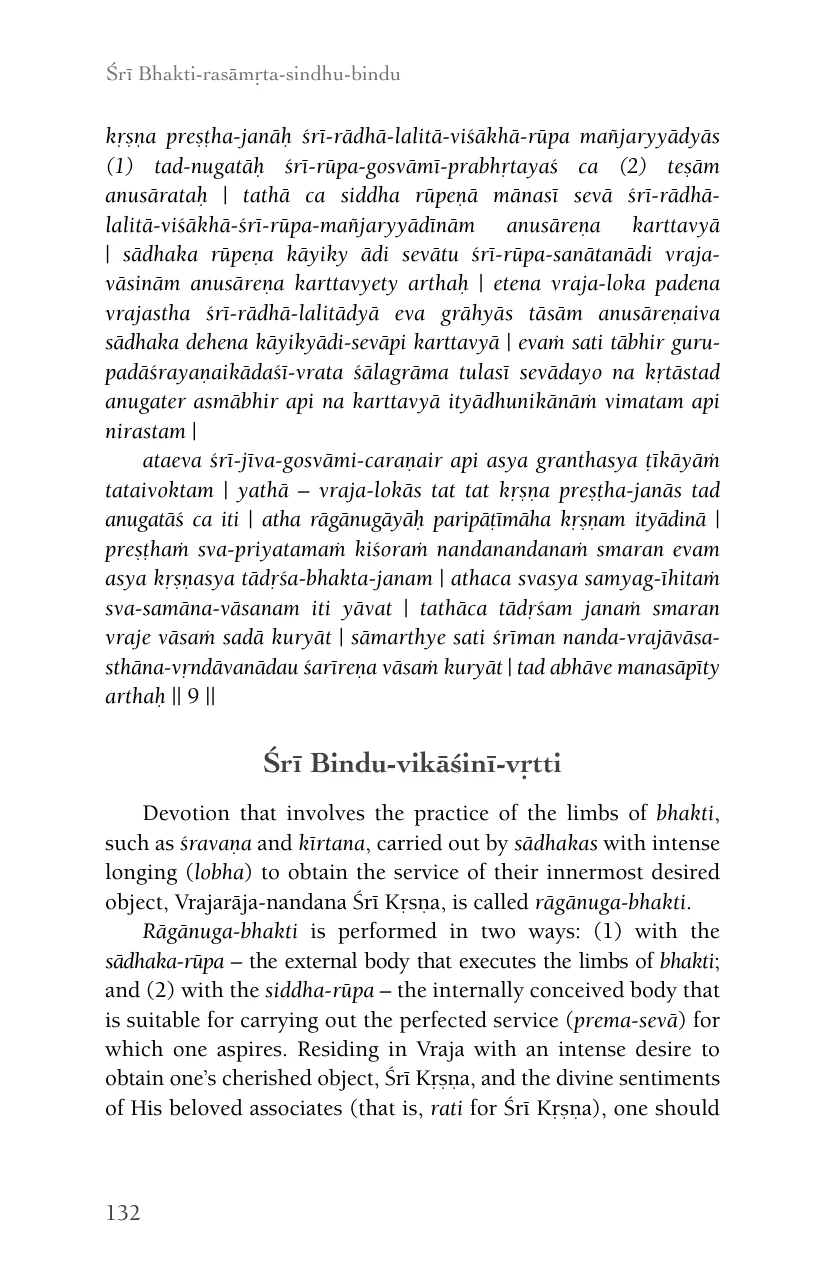 Śrī Bhakti-rasāmṛta-sindhu-bindu
kṛṣṇa preṣṭha-janāḥ śrī-rādhā-lalitā-viśākhā-rūpa mañjaryyādyās
(1) tad-nugatāḥ śrī-rūpa-gosvāmī-prabhṛtayaś ca (2) teṣām
anusārataḥ | tathā ca siddha rūpeṇā mānasī sevā śrī-rādhā-
lalitā-viśākhā-śrī-rūpa-mañjaryyādīnām anusāreṇa karttavyā
| sādhaka rūpeṇa kāyiky ādi sevātu śrī-rūpa-sanātanādi vraja-
vāsinām anusāreṇa karttavyety arthaḥ | etena vraja-loka padena
vrajastha śrī-rādhā-lalitādyā eva grāhyās tāsām anusāreṇaiva
sādhaka dehena kāyikyādi-sevāpi karttavyā | evaṁ sati tābhir guru-
padāśrayaṇaikādaśī-vrata śālagrāma tulasī sevādayo na kṛtāstad
anugater asmābhir api na karttavyā ityādhunikānāṁ vimatam api
nirastam |
ataeva śrī-jīva-gosvāmi-caraṇair api asya granthasya ṭīkāyāṁ
tataivoktam | yathā – vraja-lokās tat tat kṛṣṇa preṣṭha-janās tad
anugatāś ca iti | atha rāgānugāyāḥ paripāṭīmāha kṛṣṇam ityādinā |
preṣṭhaṁ sva-priyatamaṁ kiśoraṁ nandanandanaṁ smaran evam
asya kṛṣṇasya tādṛśa-bhakta-janam | athaca svasya samyag-īhitaṁ
sva-samāna-vāsanam iti yāvat | tathāca tādṛśam janaṁ smaran
vraje vāsaṁ sadā kuryāt | sāmarthye sati śrīman nanda-vrajāvāsa-
sthāna-vṛndāvanādau śarīreṇa vāsaṁ kuryāt | tad abhāve manasāpīty
arthaḥ || 9 ||
Śrī Bindu-vikāśinī-vṛtti
Devotion that involves the practice of the limbs of bhakti,
such as śravaṇa and kīrtana, carried out by sādhakas with intense
longing (lobha) to obtain the service of their innermost desired
object, Vrajarāja-nandana Śrī Kṛsṇa, is called rāgānuga-bhakti.
Rāgānuga-bhakti is performed in two ways: (1) with the
sādhaka-rūpa – the external body that executes the limbs of bhakti;
and (2) with the siddha-rūpa – the internally conceived body that
is suitable for carrying out the perfected service (prema-sevā) for
which one aspires. Residing in Vraja with an intense desire to
obtain one’s cherished object, Śrī Kṛṣṇa, and the divine sentiments
of His beloved associates (that is, rati for Śrī Kṛṣṇa), one should
132